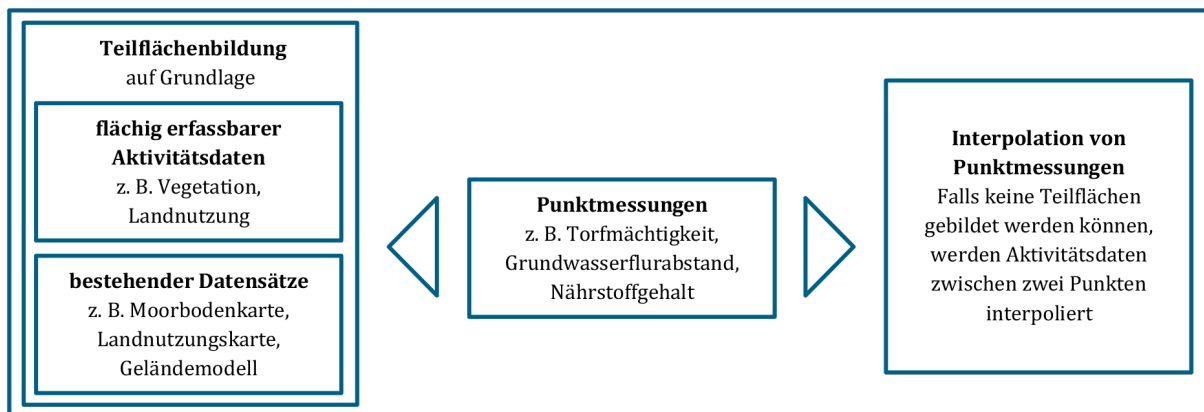 Teilflächenbildung
auf Grundlage
flächig erfassbarer
Aktivitätsdaten
z. B. Vegetation,
Landnutzung
bestehender Datensätze
z. B. Moorbodenkarte,
Landnutzungskarte,
Geländemodell
Punktmessungen
z. B. Torfmächtigkeit,
Grundwasserflurabstand,
Nährstoffgehalt
Interpolation von
Punktmessungen
Falls keine Teilflächen
gebildet werden können,
werden Aktivitätsdaten
zwischen zwei Punkten
interpoliert